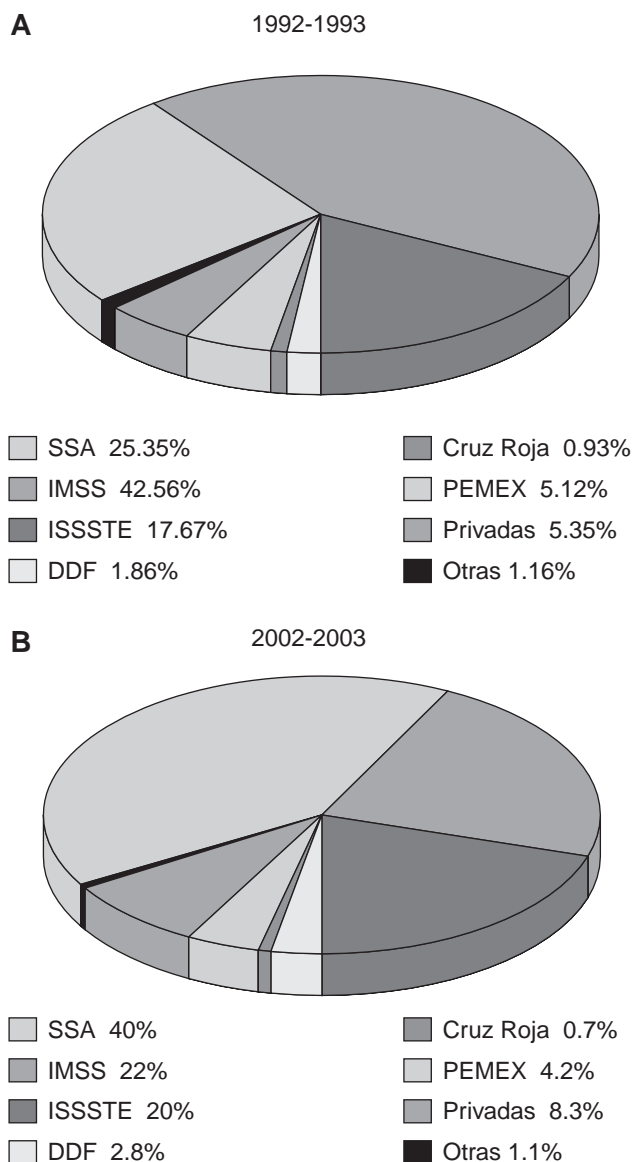 A
1992-1993
SSA 25.35%
IMSS 42.56%
ISSSTE 17.67%
DDF 1.86%
Cruz Roja 0.93%
PEMEX 5.12%
Privadas 5.35%
Otras 1.16%
B
2002-2003
SSA 40%
IMSS 22%
ISSSTE 20%
DDF 2.8%
Cruz Roja 0.7%
PEMEX 4.2%
Privadas 8.3%
Otras 1.1%